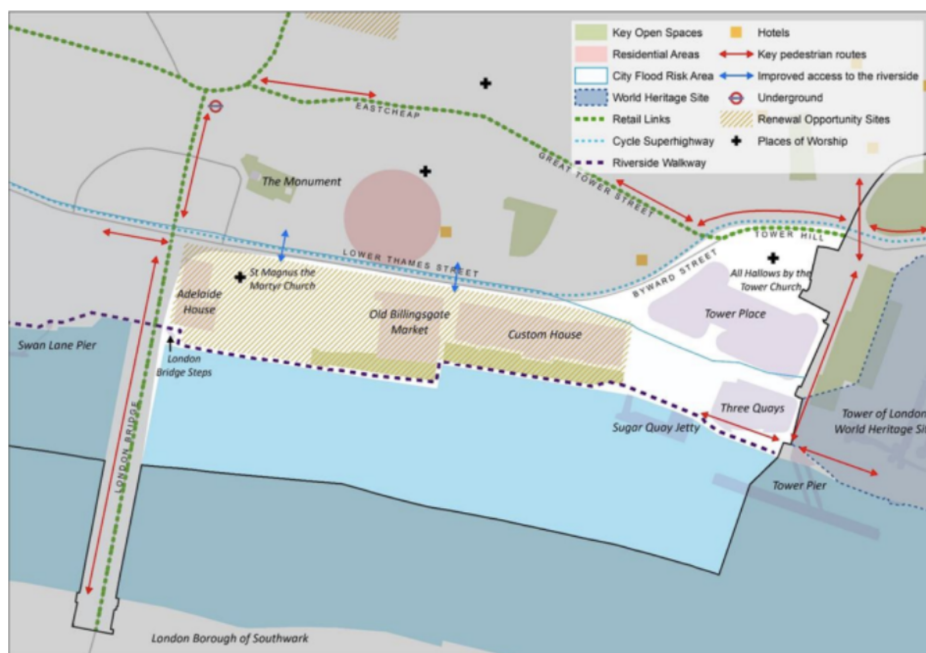 Key Open Spaces
Hotels
Residential Areas
Key pedestrian routes
City Flood Risk Area
Improved access to the riverside
World Heritage Site
Underground
Retail Links
Renewal Opportunity Sites
Cycle Superhighway
Places of Worship
Riverside Walkway
EASTCHEAP
GREAT TOWER STREET
The Monument
LOWER THAMES STREET
TOWER HILL
BYWARD STREET
St Magnus the
Martyr Church
All Hallows by the
Tower Church
Adelaide
House
Old Billingsgate
Market
Custom House
Tower Place
Swan Lane Pier
London
Bridge Steps
Three Quays
Sugar Quay Jetty
Tower of London
World Heritage Sit
LONDON BRIDGE
Tower Pier
London Borough of Southwark